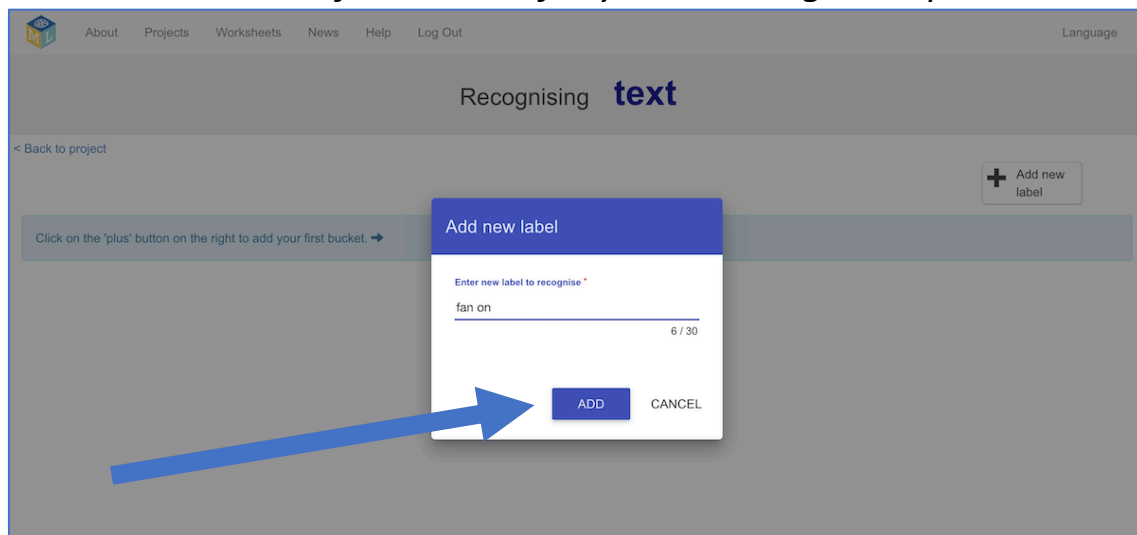 About Projects Worksheets News Help Log Out Language
Recognising text
< Back to project
Add new
label
Click on the 'plus' button on the right to add your first bucket. →
Add new label
Enter new label to recognise *
fan on
6 / 30
ADD CANCEL